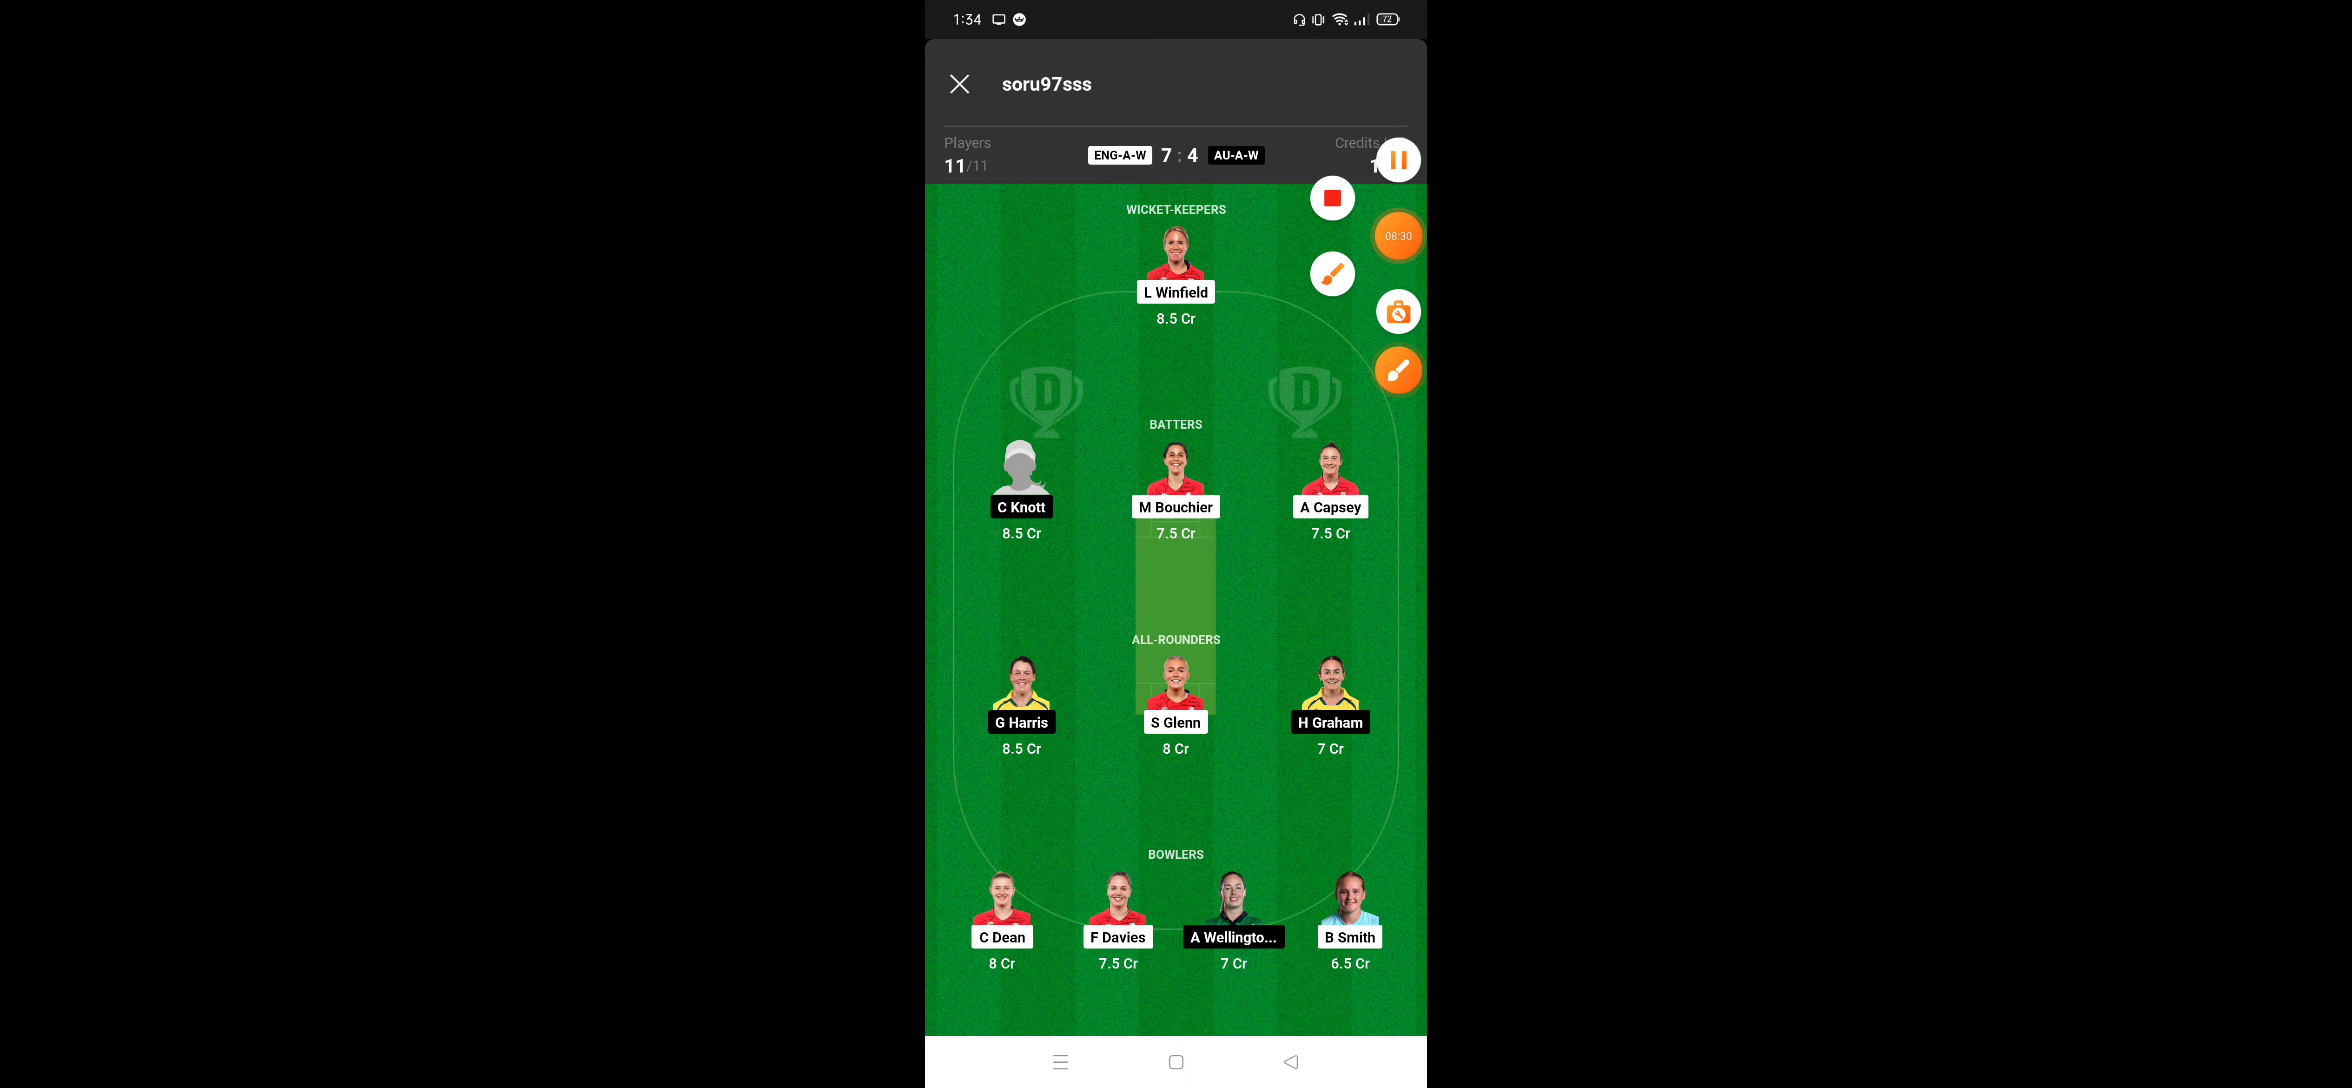 1:34
72
soru97sss
Players
Credits
11/11
ENG-A-W 7 : 4 AU-A-W
08:30
WICKET-KEEPERS
L Winfield
8.5 Cr
D D
BATTERS
C Knott M Bouchier A Capsey
8.5 Cr 7.5 Cr 7.5 Cr
ALL-ROUNDERS
G Harris S Glenn H Graham
8.5 Cr 8 Cr 7 Cr
BOWLERS
C Dean F Davies A Wellingto... B Smith
8 Cr 7.5 Cr 7 Cr 6.5 Cr